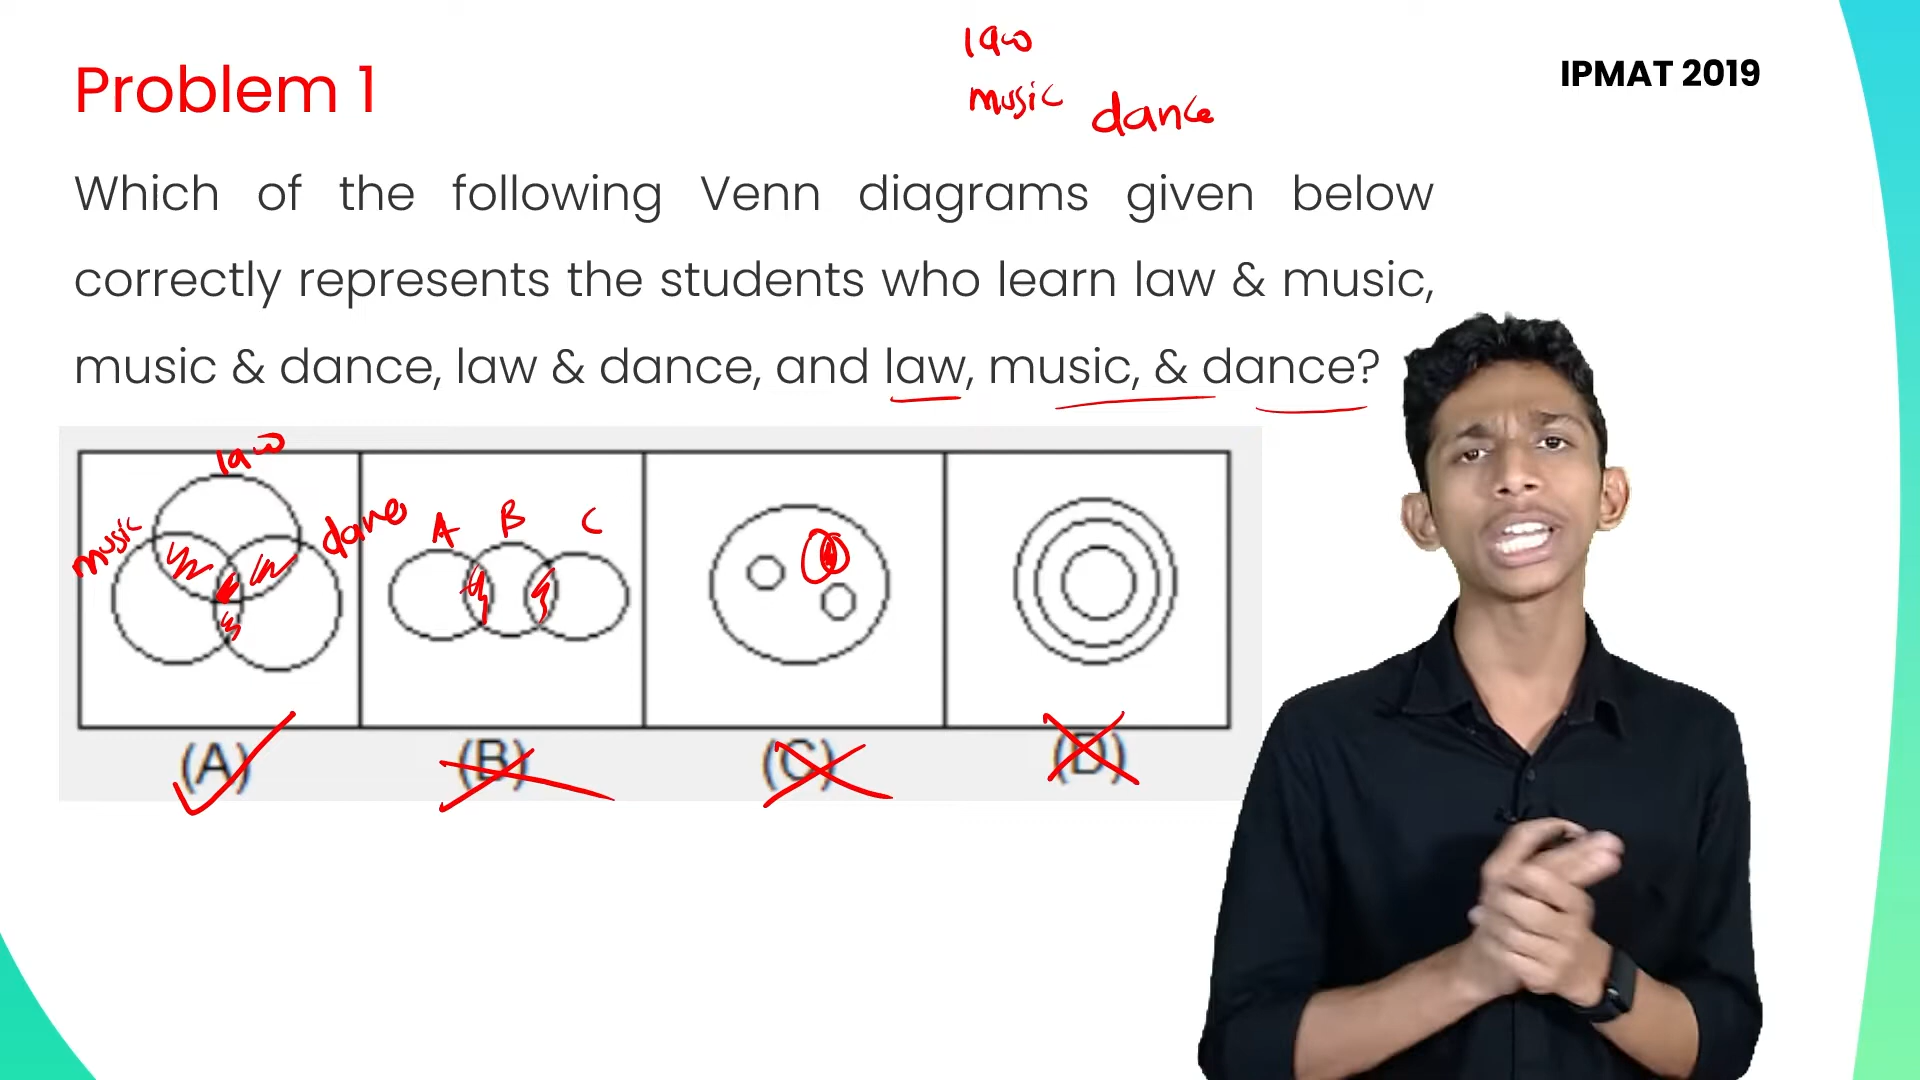 law
Problem 1
IPMAT 2019
music
dance
Which of the following Venn diagrams given below
correctly represents the students who learn law & music,
music & dance, law & dance, and law, music, & dance?
law
music
dance
A
B
C
(A)
(B)
(C)
(D)